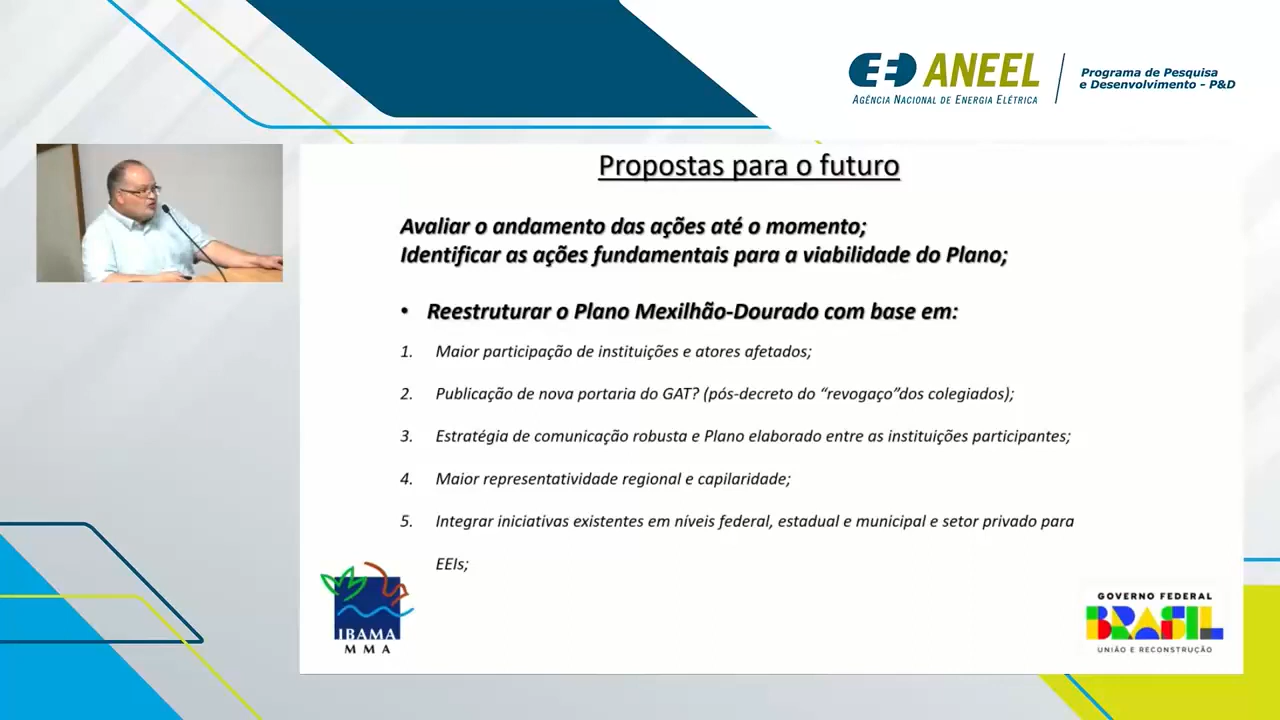 ANEEL
AGÊNCIA NACIONAL DE ENERGIA ELÉTRICA
Programa de Pesquisa
e Desenvolvimento - P&D
Propostas para o futuro
Avaliar o andamento das ações até o momento;
Identificar as ações fundamentais para a viabilidade do Plano;
• Reestruturar o Plano Mexilhão-Dourado com base em:
1. Maior participação de instituições e atores afetados;
2. Publicação de nova portaria do GAT? (pós-decreto do “revogaço”dos colegiados);
3. Estratégia de comunicação robusta e Plano elaborado entre as instituições participantes;
4. Maior representatividade regional e capilaridade;
5. Integrar iniciativas existentes em níveis federal, estadual e municipal e setor privado para
EEIs;
IBAMA
MMA
GOVERNO FEDERAL
BRASIL
UNIÃO E RECONSTRUÇÃO